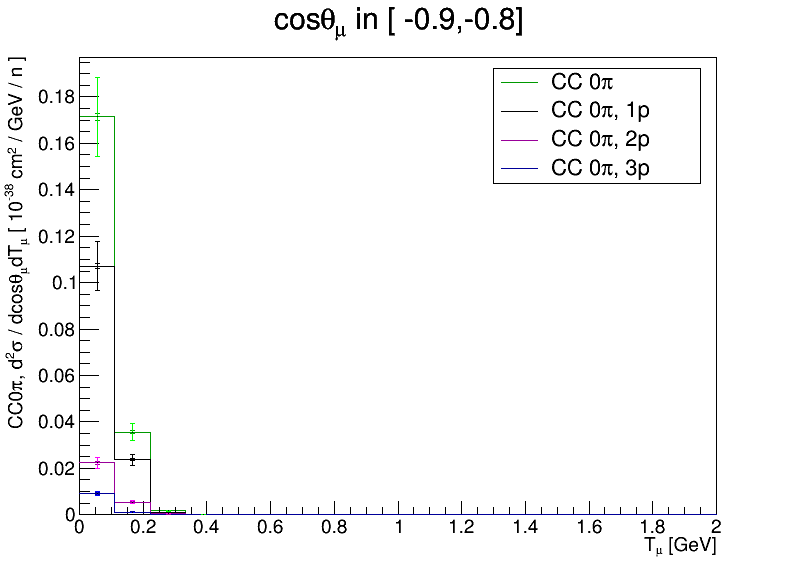 cosθμ in [ -0.9,-0.8]
CC0π, d²σ / dcosθμdTμ [ 10⁻³⁸ cm² / GeV / n ]
CC 0π
CC 0π, 1p
CC 0π, 2p
CC 0π, 3p
0.18
0.16
0.14
0.12
0.1
0.08
0.06
0.04
0.02
0
0 0.2 0.4 0.6 0.8 1 1.2 1.4 1.6 1.8 2
Tμ [GeV]